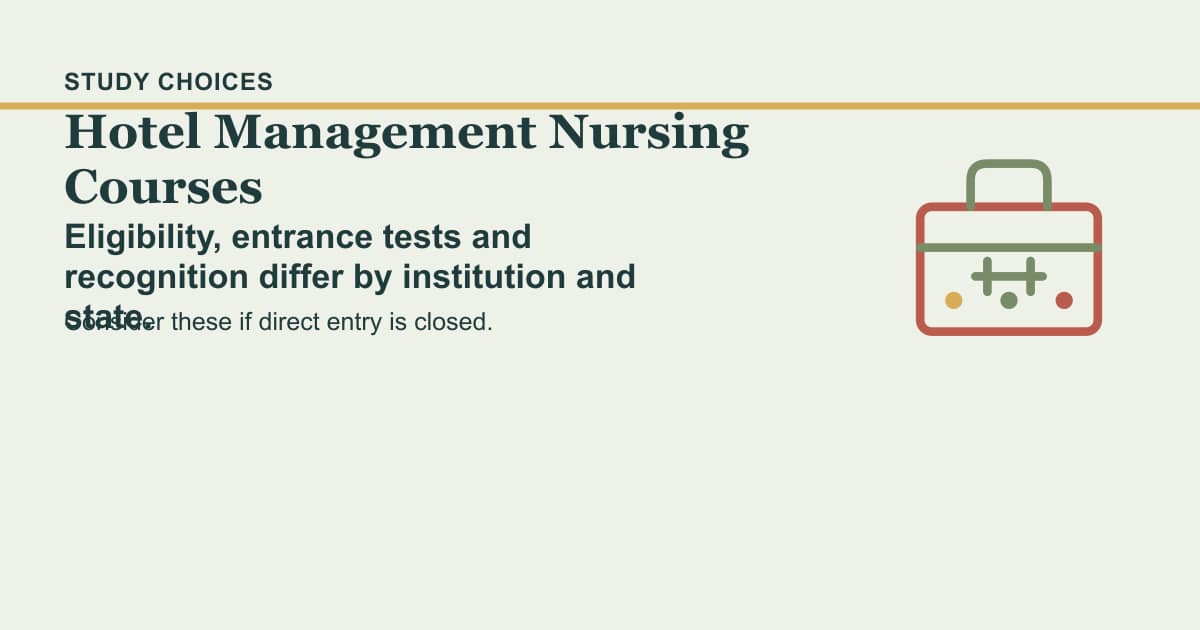 STUDY CHOICES
Hotel Management Nursing
Courses
Eligibility, entrance tests and
recognition differ by institution and
state.
Consider these if direct entry is closed.